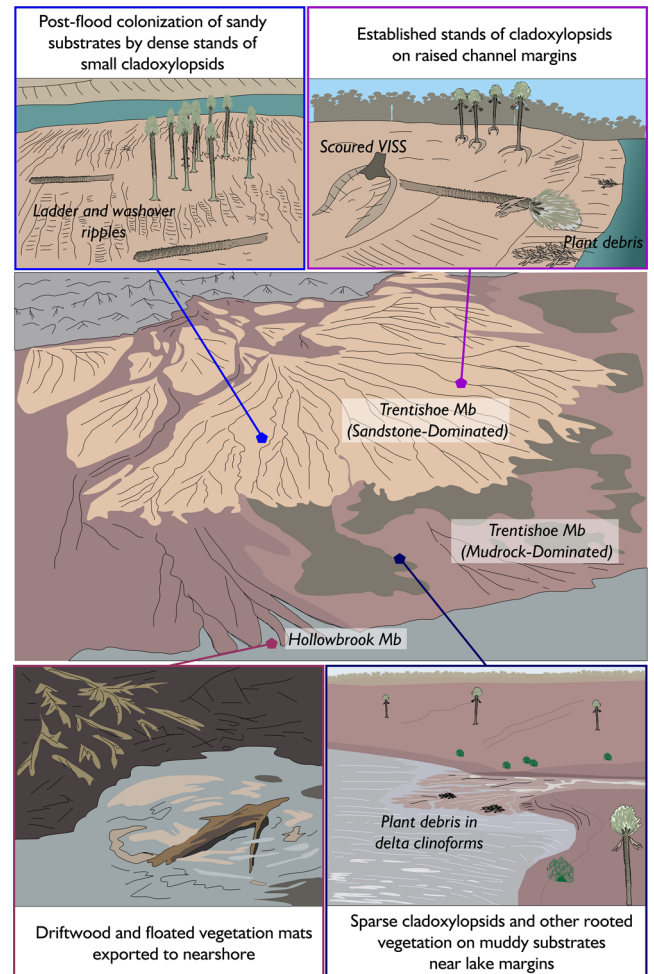 Post-flood colonization of sandy
substrates by dense stands of
small cladoxylopsids
Established stands of cladoxylopsids
on raised channel margins
Scoured VISS
Ladder and washover
ripples
Plant debris
Trentishoe Mb
(Sandstone-Dominated)
Trentishoe Mb
(Mudrock-Dominated)
Hollowbrook Mb
Plant debris in
delta clinoforms
Driftwood and floated vegetation mats
exported to nearshore
Sparse cladoxylopsids and other rooted
vegetation on muddy substrates
near lake margins